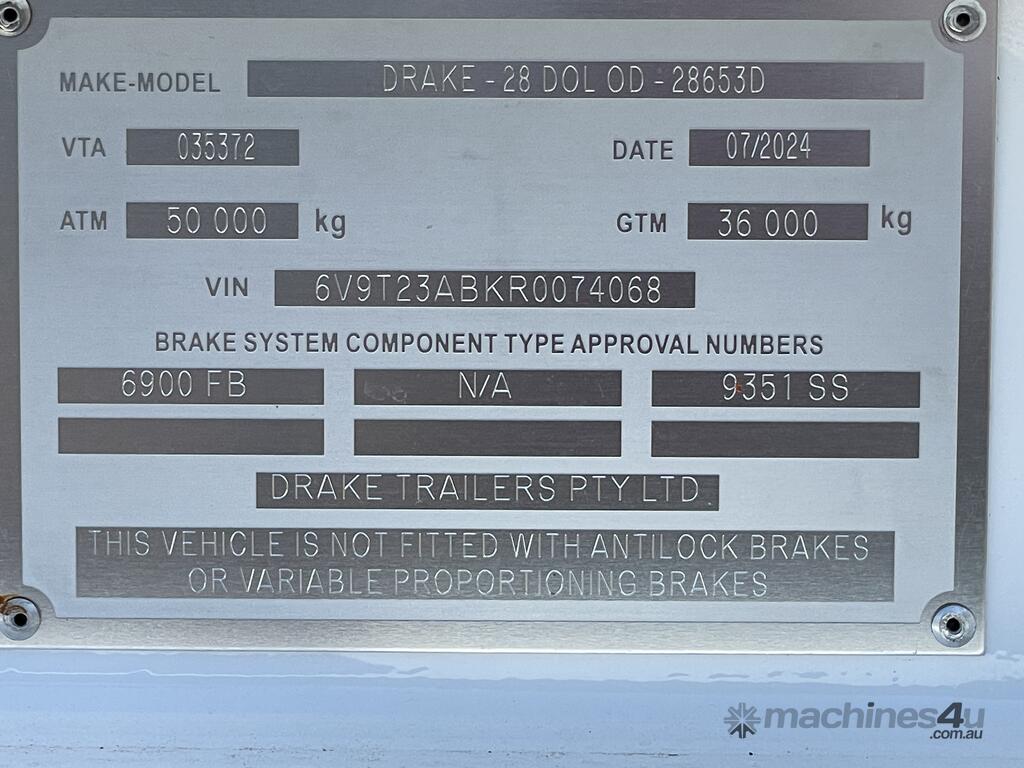 MAKE-MODEL DRAKE - 28 DOL OD - 28653D
VTA 035372 DATE 07/2024
ATM 50 000 kg GTM 36 000 kg
VIN 6V9T23ABKR0074068
BRAKE SYSTEM COMPONENT TYPE APPROVAL NUMBERS
6900 FB N/A 9351 SS
DRAKE TRAILERS PTY LTD
THIS VEHICLE IS NOT FITTED WITH ANTILOCK BRAKES
OR VARIABLE PROPORTIONING BRAKES
machines4u
.com.au